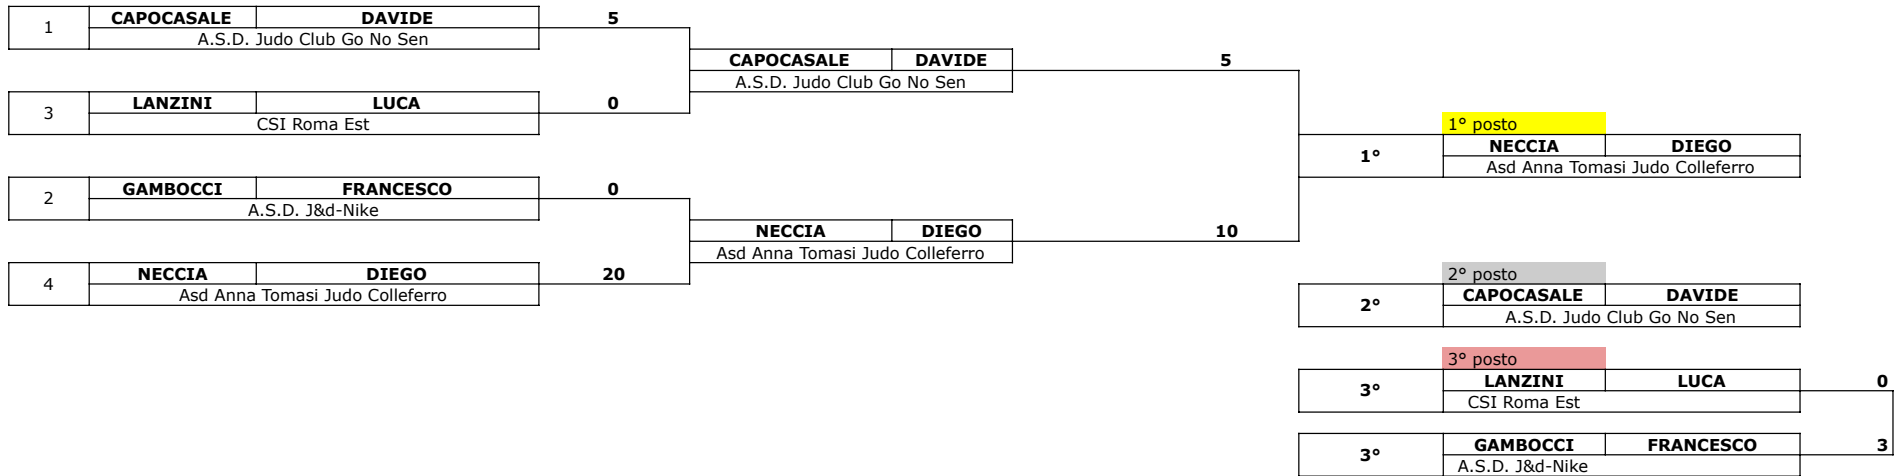 1 CAPOCASALE DAVIDE 5
A.S.D. Judo Club Go No Sen
CAPOCASALE DAVIDE 5
A.S.D. Judo Club Go No Sen
3 LANZINI LUCA 0
CSI Roma Est
1° posto
1° NECCIA DIEGO
Asd Anna Tomasi Judo Colleferro
2 GAMBOCCI FRANCESCO 0
A.S.D. J&d-Nike
NECCIA DIEGO 10
Asd Anna Tomasi Judo Colleferro
4 NECCIA DIEGO 20
Asd Anna Tomasi Judo Colleferro
2° posto
2° CAPOCASALE DAVIDE
A.S.D. Judo Club Go No Sen
3° posto
3° LANZINI LUCA 0
CSI Roma Est
3° GAMBOCCI FRANCESCO 3
A.S.D. J&d-Nike